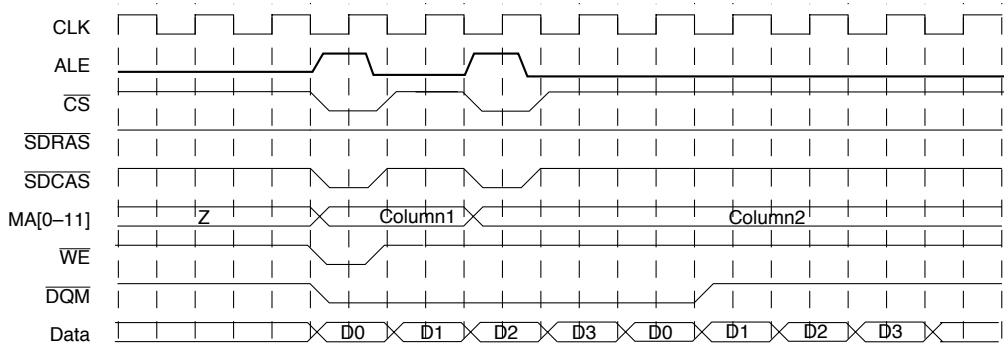 CLK
ALE
CS
SDRAS
SDCAS
MA[0–11] Z Column1 Column2
WE
DQM
Data D0 D1 D2 D3 D0 D1 D2 D3